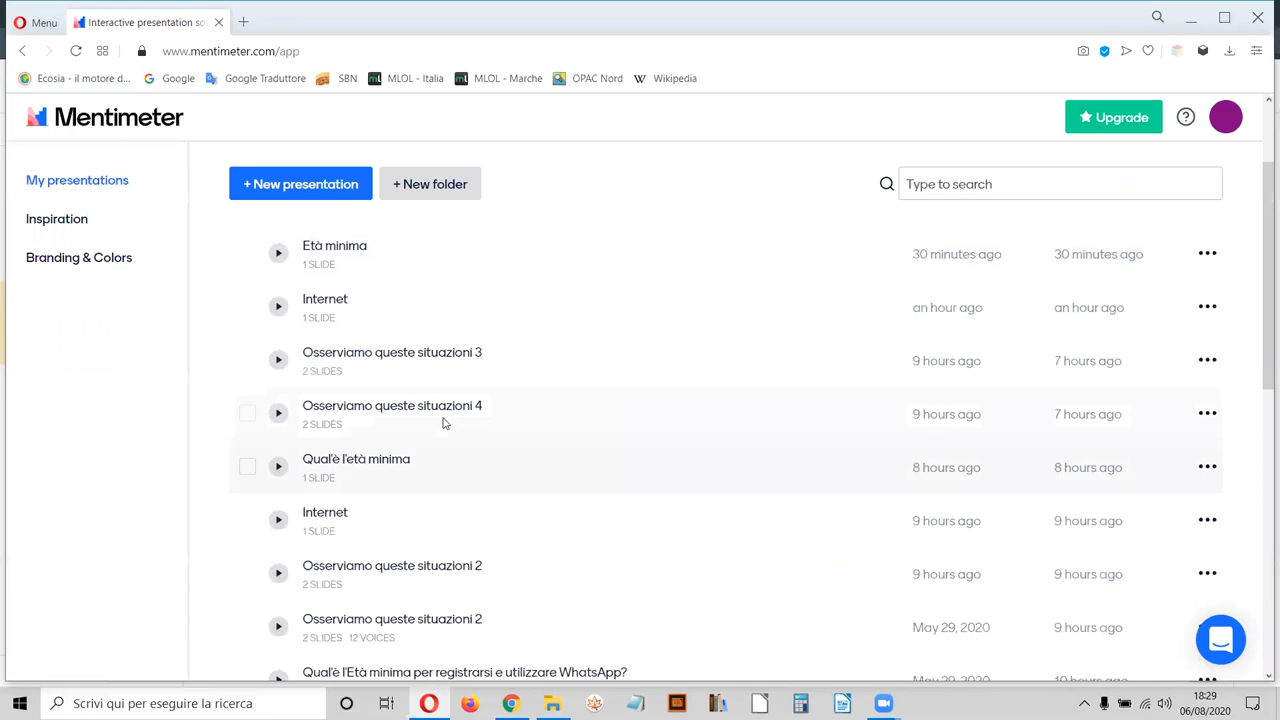 Menu
Interactive presentation so
www.mentimeter.com/app
Ecosia - il motore d...
Google
Google Traduttore
SBN
MLOL - Italia
MLOL - Marche
OPAC Nord
Wikipedia
Mentimeter
Upgrade
My presentations
Inspiration
Branding & Colors
+ New presentation
+ New folder
Type to search
Età minima
1 SLIDE
30 minutes ago
30 minutes ago
Internet
1 SLIDE
an hour ago
an hour ago
Osserviamo queste situazioni 3
2 SLIDES
9 hours ago
7 hours ago
Osserviamo queste situazioni 4
2 SLIDES
9 hours ago
7 hours ago
Qual'è l'età minima
1 SLIDE
8 hours ago
8 hours ago
Internet
1 SLIDE
9 hours ago
9 hours ago
Osserviamo queste situazioni 2
2 SLIDES
9 hours ago
9 hours ago
Osserviamo queste situazioni 2
2 SLIDES 12 VOICES
May 29, 2020
9 hours ago
Qual'è l'Età minima per registrarsi e utilizzare WhatsApp?
May 29, 2020
10 hours ago
Scrivi qui per eseguire la ricerca
18:29
06/08/2020